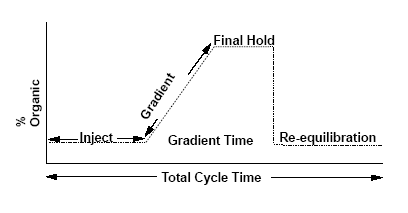 Final Hold
Gradient
% Organic
Inject
Gradient Time
Re-equilibration
Total Cycle Time